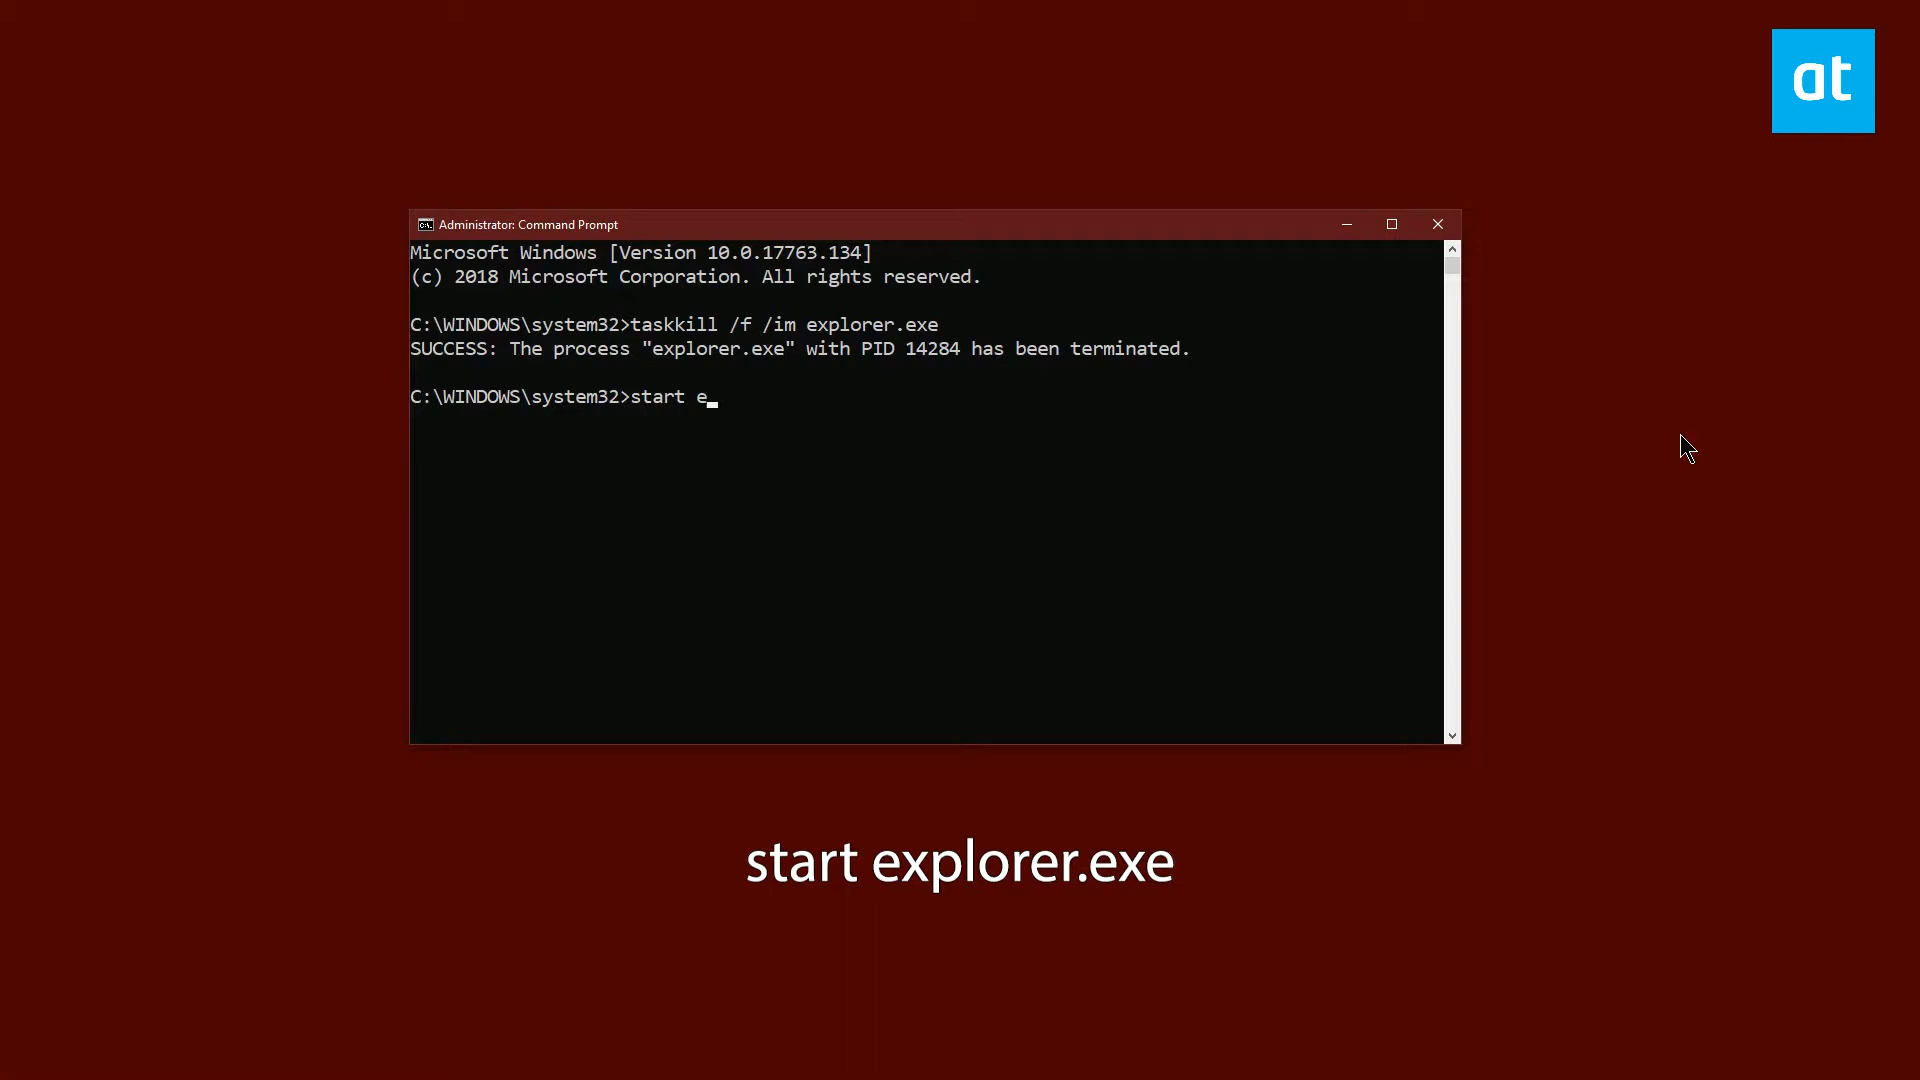 at
Administrator: Command Prompt
Microsoft Windows [Version 10.0.17763.134]
(c) 2018 Microsoft Corporation. All rights reserved.
C:\WINDOWS\system32>taskkill /f /im explorer.exe
SUCCESS: The process "explorer.exe" with PID 14284 has been terminated.
C:\WINDOWS\system32>start e
start explorer.exe